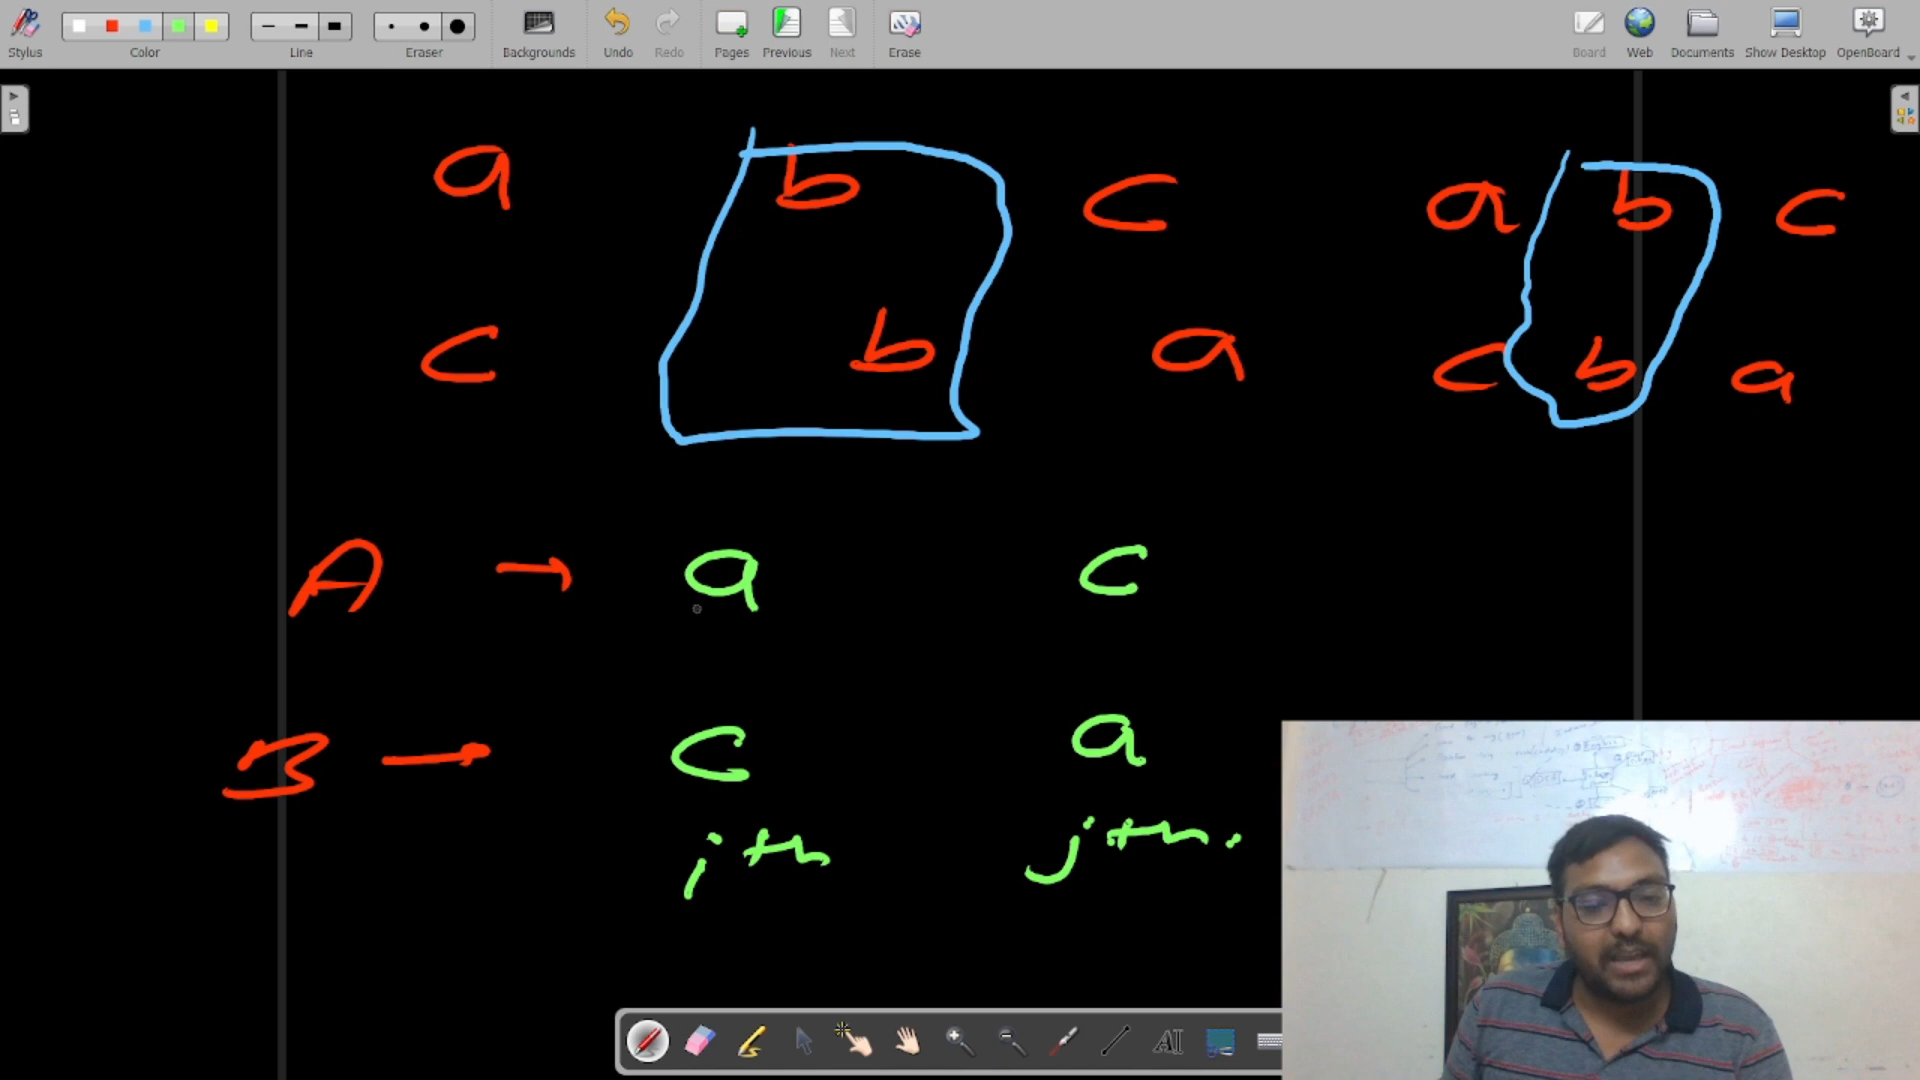 Stylus Color Line Eraser Backgrounds Undo Redo Pages Previous Next Erase Board Web Documents Show Desktop OpenBoard
a b c a b c
c b a c b a
A → a c
B → c a
ith jth.
AI